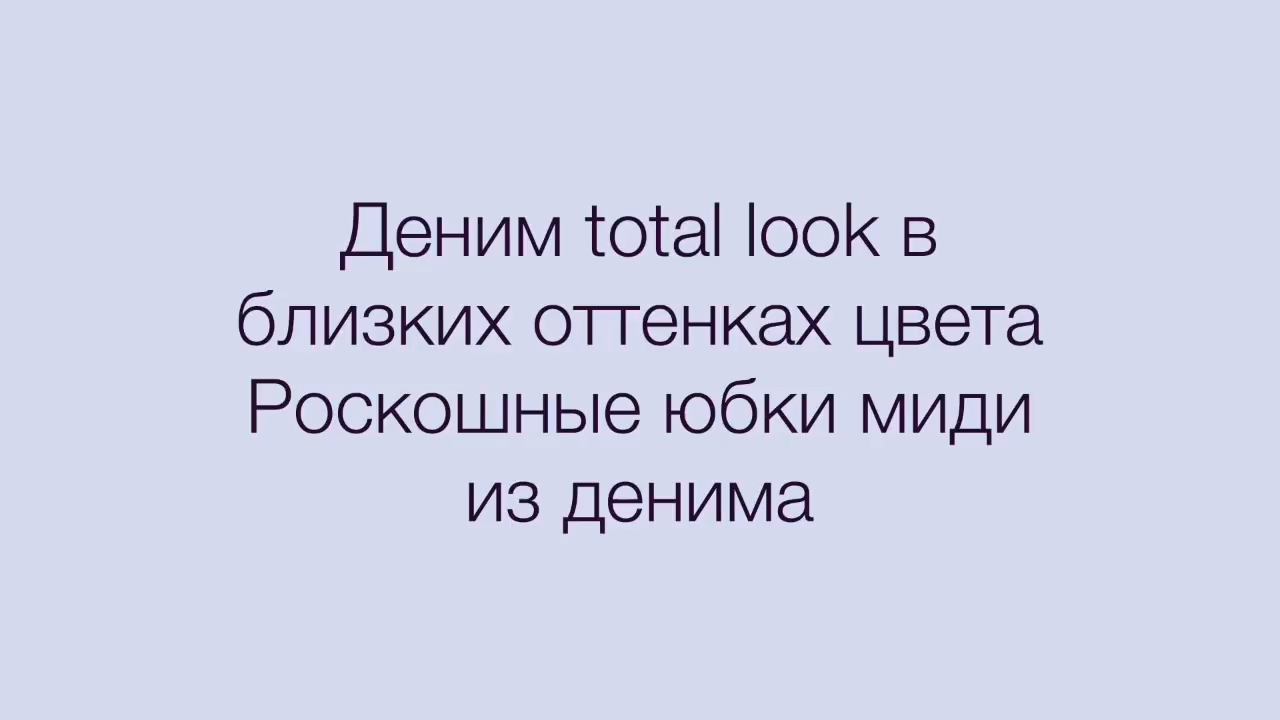 Деним total look в
близких оттенках цвета
Роскошные юбки миди
из денима